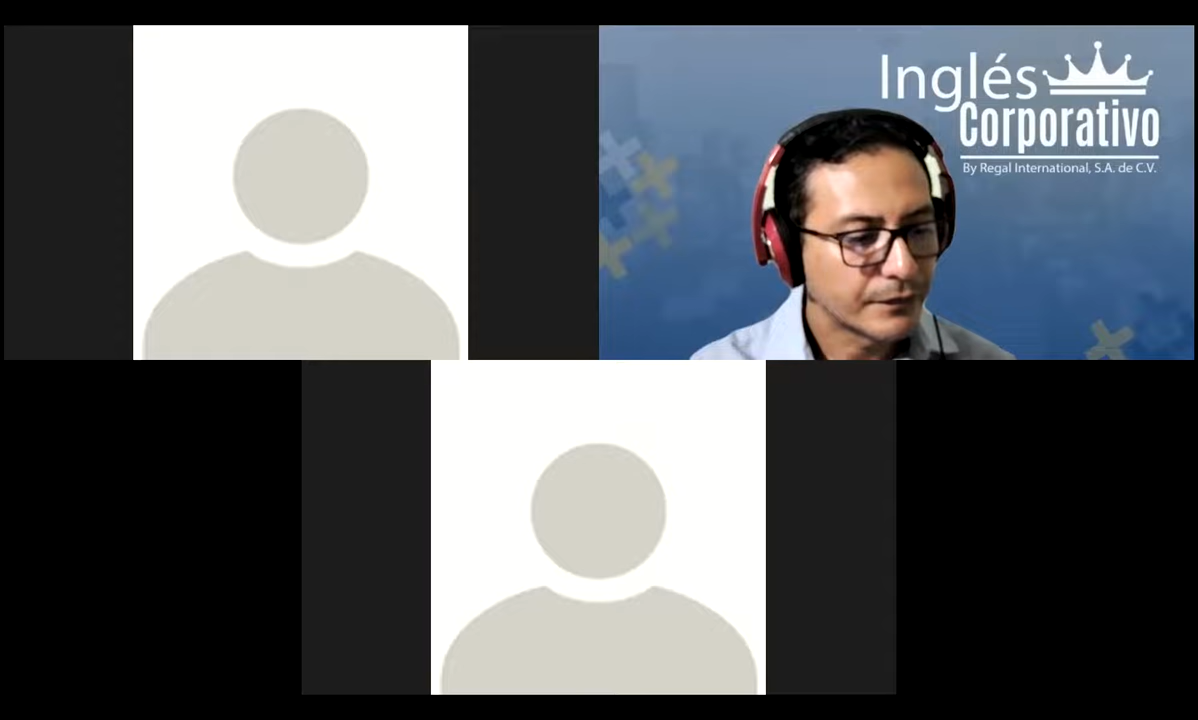 Inglés
Corporativo
By Regal International, S.A. de C.V.